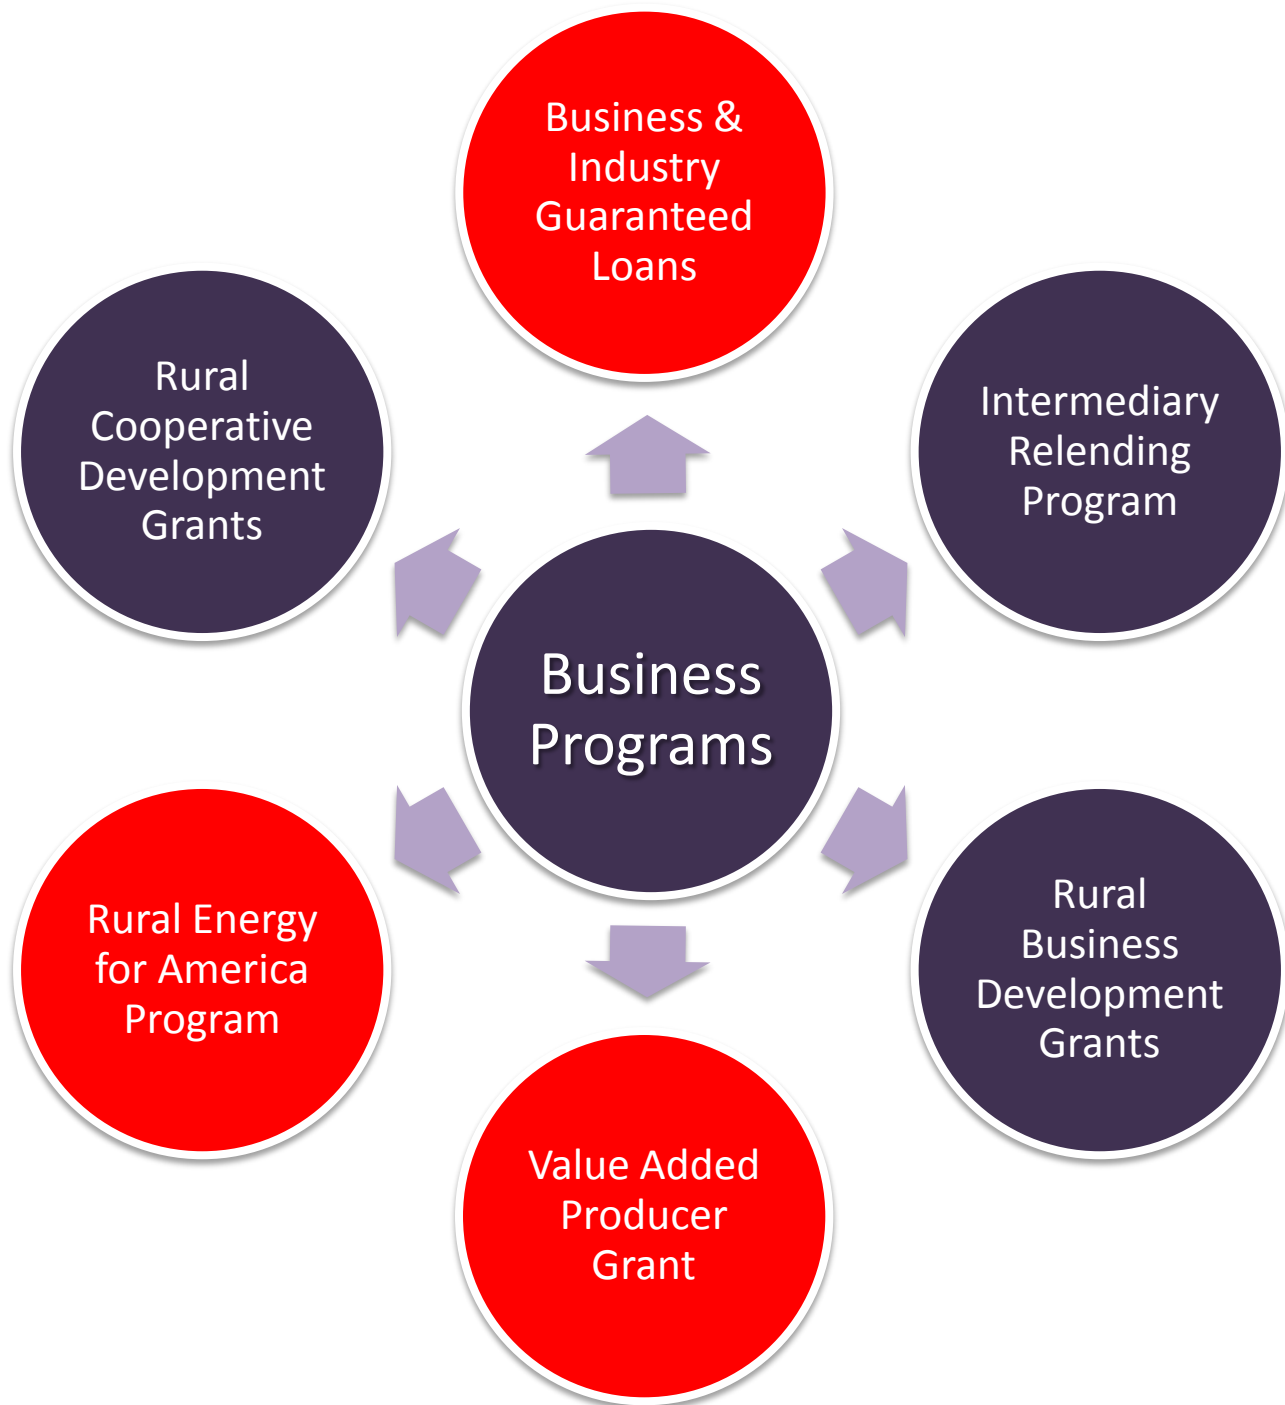 Business &
Industry
Guaranteed
Loans
Rural
Cooperative
Development
Grants
Intermediary
Relending
Program
Business
Programs
Rural Energy
for America
Program
Rural
Business
Development
Grants
Value Added
Producer
Grant